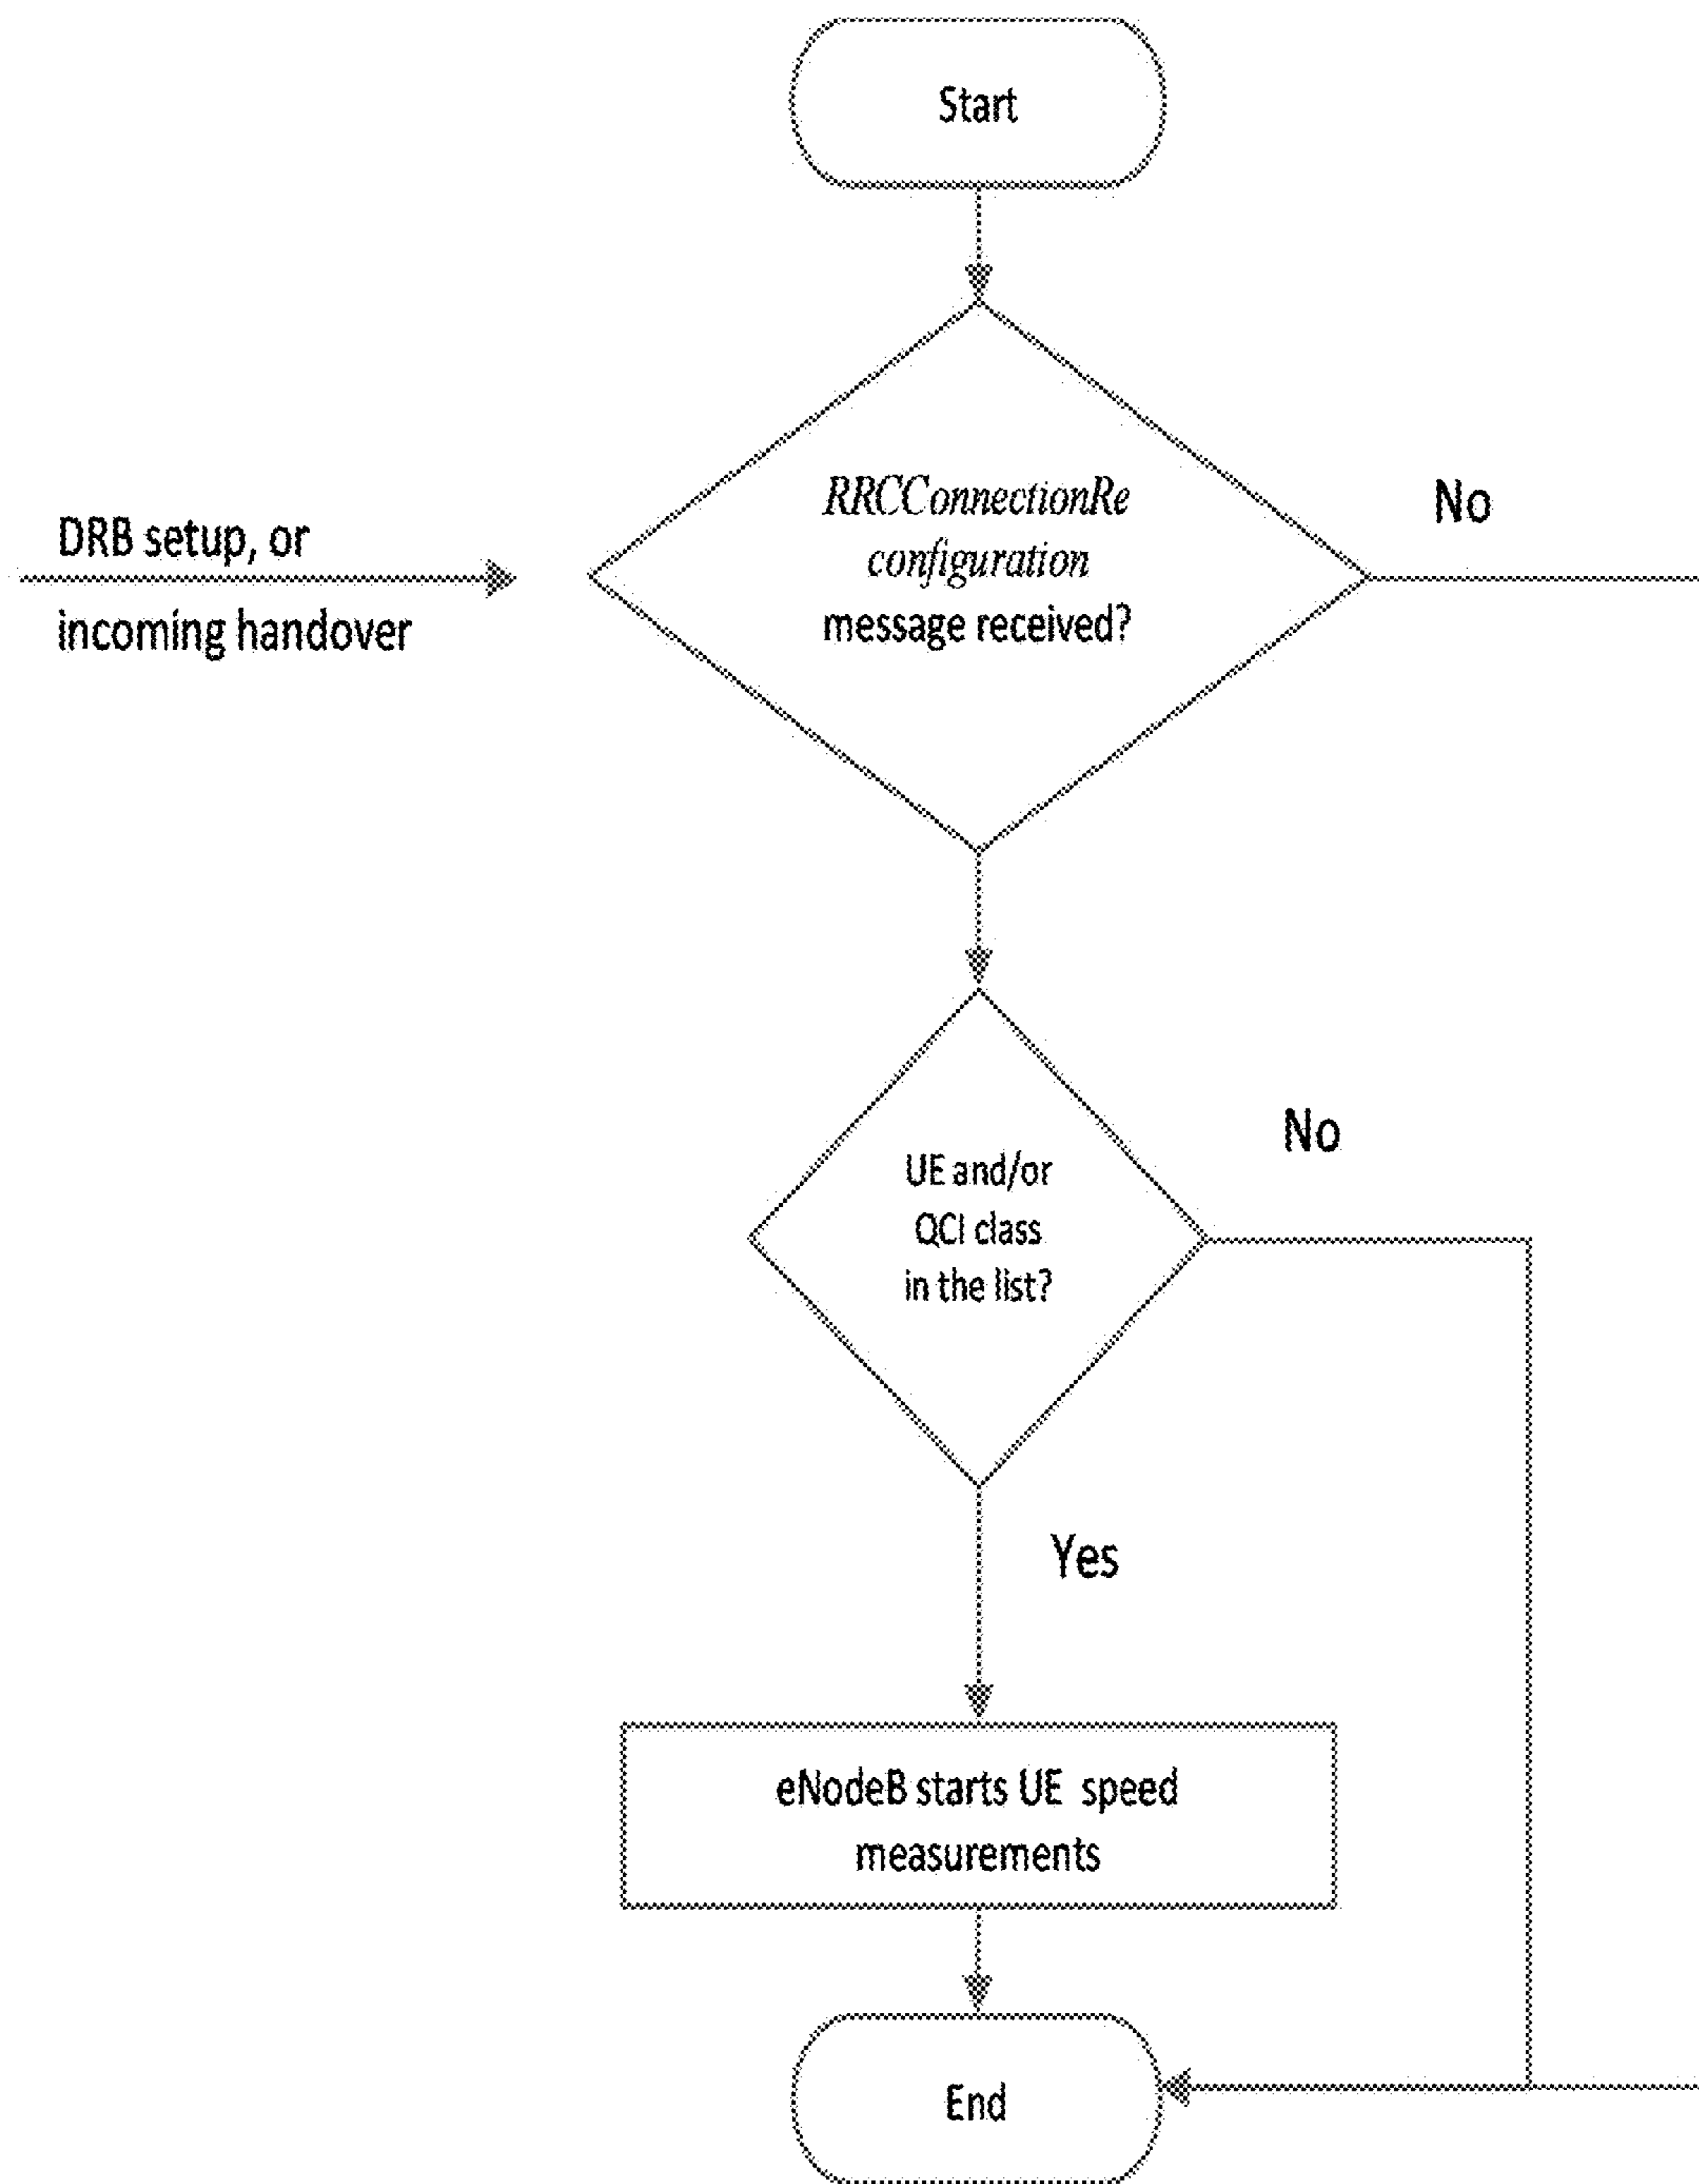 Start
RRCConnectionRe
configuration
message received?
No
DRB setup, or
incoming handover
UE and/or
QCI class
in the list?
No
Yes
eNodeB starts UE speed
measurements
End